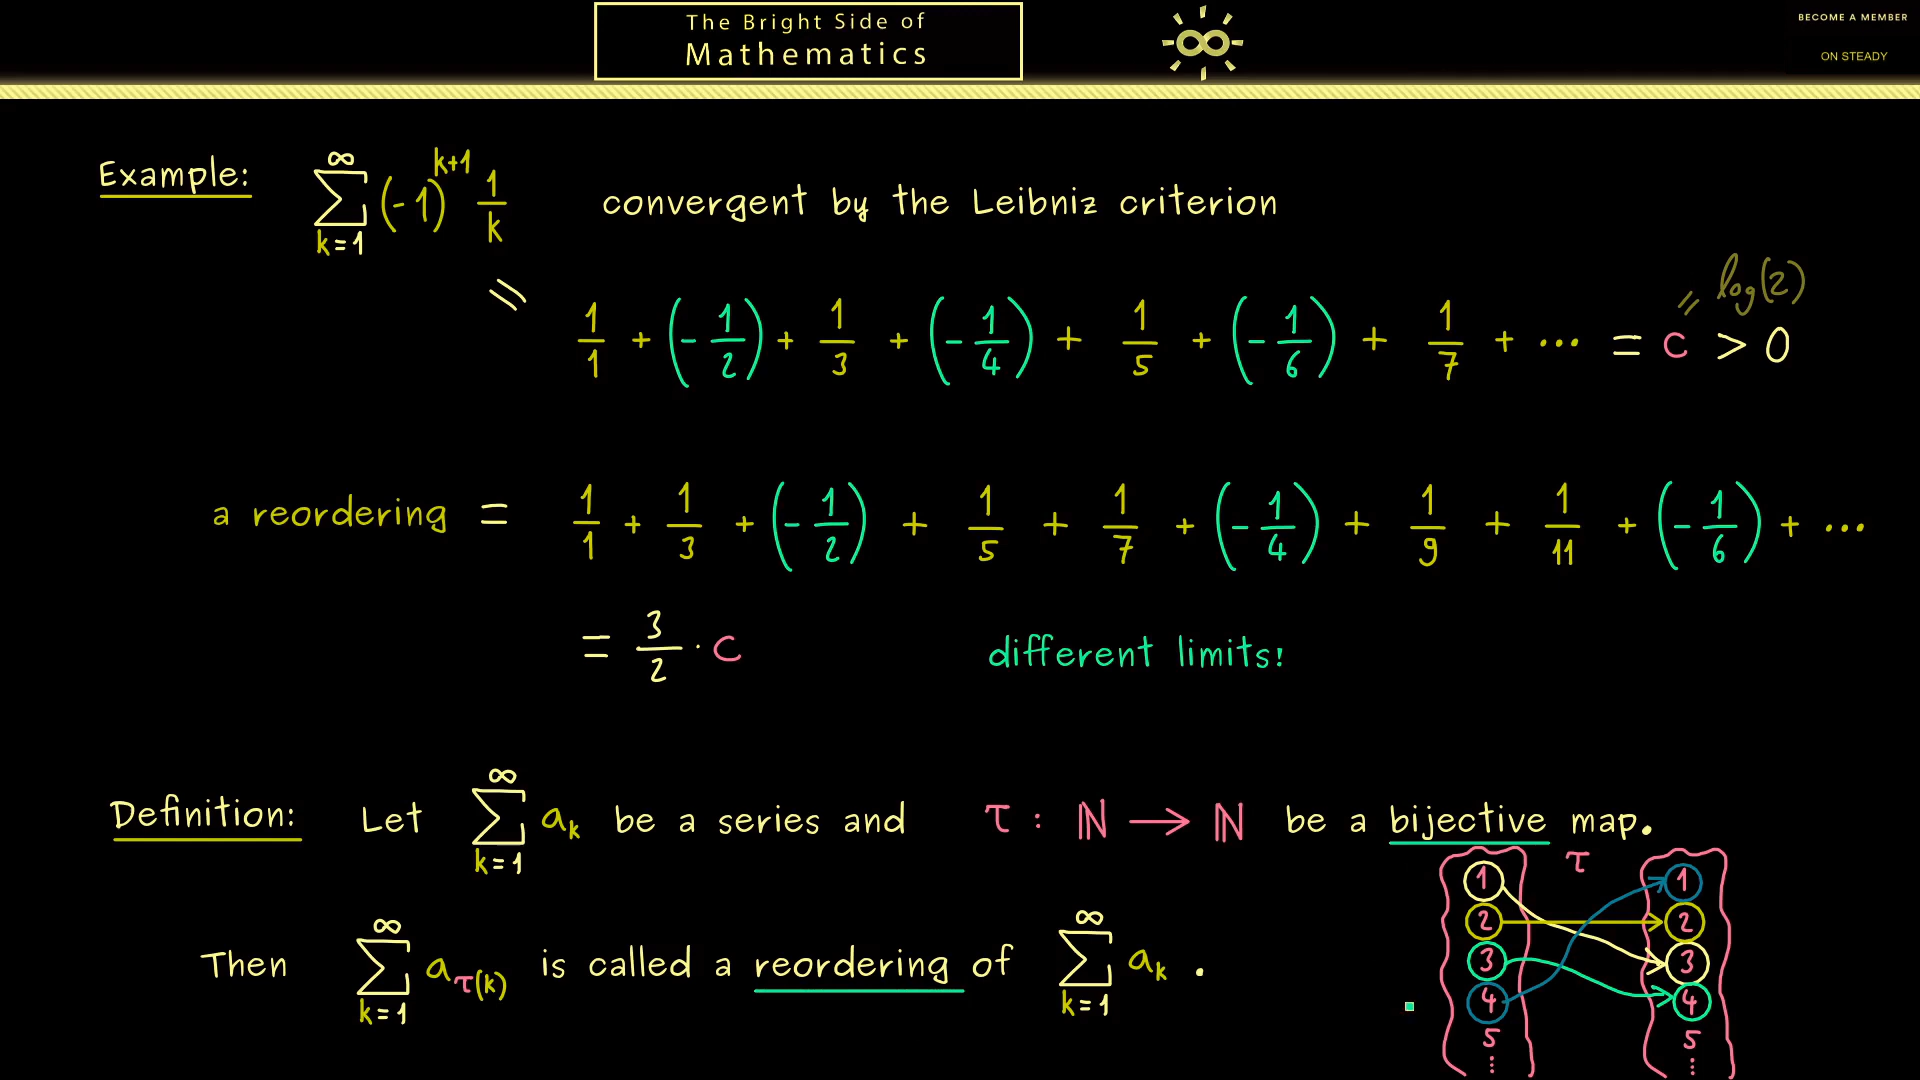 The Bright Side of
Mathematics
BECOME A MEMBER
ON STEADY
Example: ∑_{k=1}^{∞} (-1)^{k+1} 1/k convergent by the Leibniz criterion
= 1/1 + (-1/2) + 1/3 + (-1/4) + 1/5 + (-1/6) + 1/7 + ... = c > 0
= log(2)
a reordering = 1/1 + 1/3 + (-1/2) + 1/5 + 1/7 + (-1/4) + 1/9 + 1/11 + (-1/6) + ...
= 3/2 · c different limits!
Definition: Let ∑_{k=1}^{∞} a_k be a series and τ : ℕ → ℕ be a bijective map.
Then ∑_{k=1}^{∞} a_{τ(k)} is called a reordering of ∑_{k=1}^{∞} a_k .
τ
1 1
2 2
3 3
4 4
5 5
⋮ ⋮